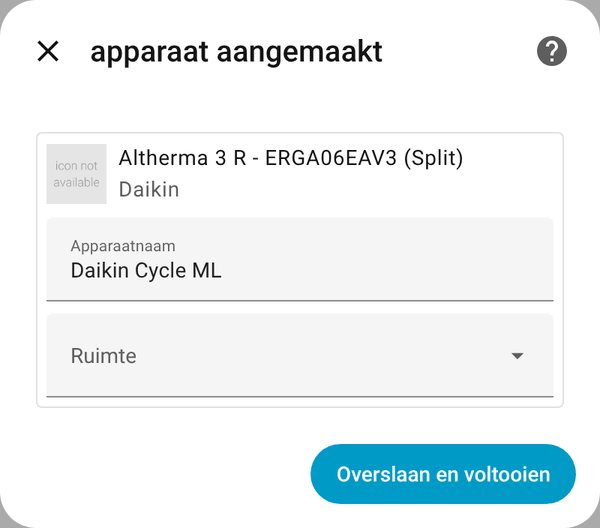 apparaat aangemaakt
?
icon not
available
Altherma 3 R - ERGA06EAV3 (Split)
Daikin
Apparaatnaam
Daikin Cycle ML
Ruimte
Overslaan en voltooien